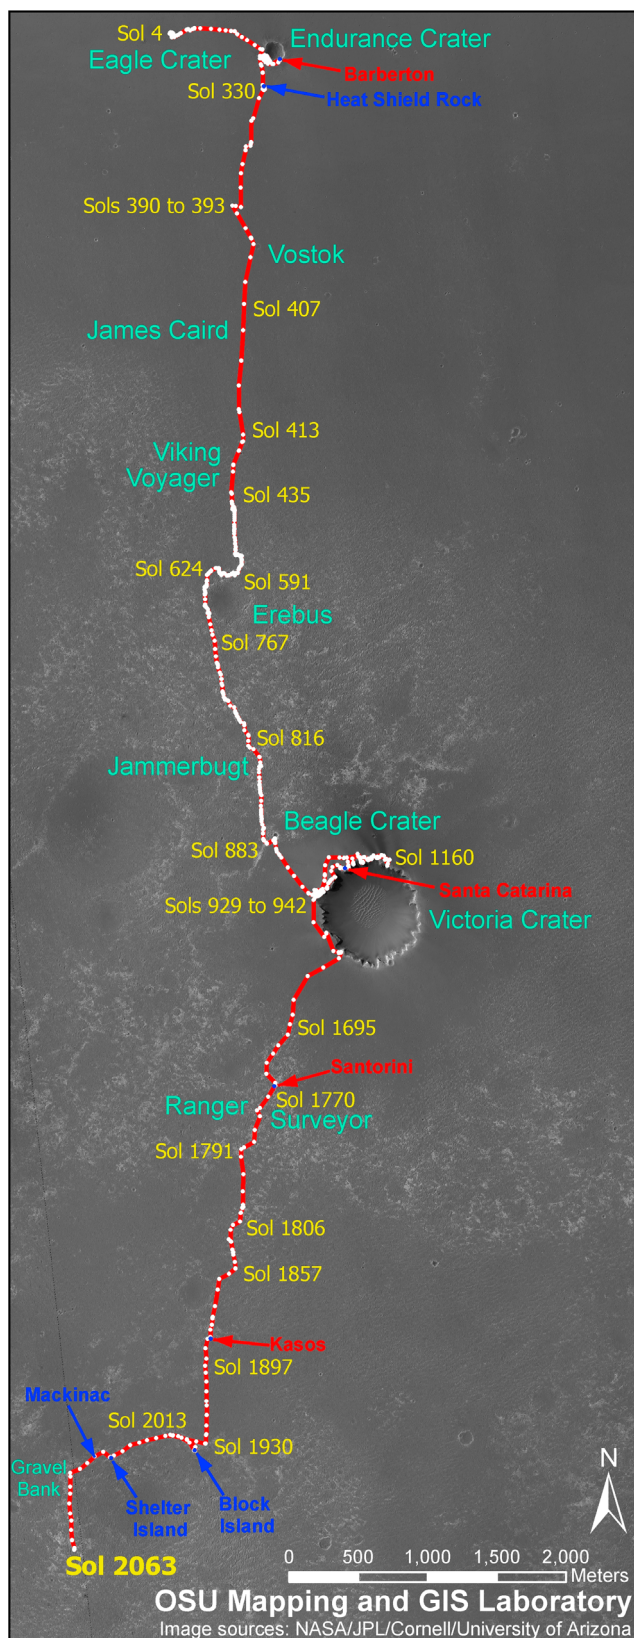 Sol 4
Endurance Crater
Eagle Crater
Barberton
Sol 330
Heat Shield Rock
Sols 390 to 393
Vostok
Sol 407
James Caird
Sol 413
Viking
Voyager
Sol 435
Sol 624
Sol 591
Erebus
Sol 767
Sol 816
Jammerbugt
Beagle Crater
Sol 883
Sol 1160
Santa Catarina
Sols 929 to 942
Victoria Crater
Sol 1695
Santorini
Sol 1770
Ranger
Surveyor
Sol 1791
Sol 1806
Sol 1857
Kasos
Sol 1897
Mackinac
Sol 2013
Sol 1930
Gravel
Bank
Shelter
Island
Block
Island
Sol 2063
N
0 500 1,000 1,500 2,000
Meters
OSU Mapping and GIS Laboratory
Image sources: NASA/JPL/Cornell/University of Arizona